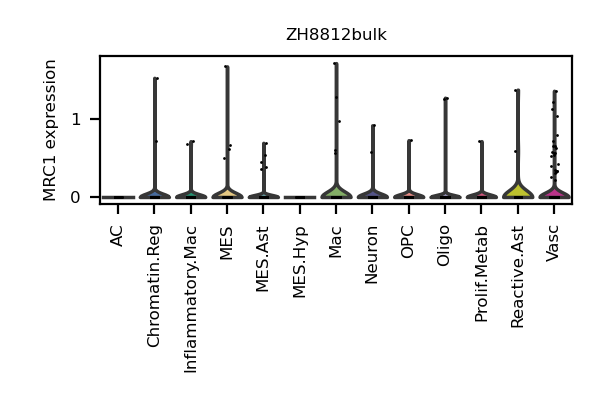 ZH8812bulk
MRC1 expression
1
0
AC
Chromatin.Reg
Inflammatory.Mac
MES
MES.Ast
MES.Hyp
Mac
Neuron
OPC
Oligo
Prolif.Metab
Reactive.Ast
Vasc